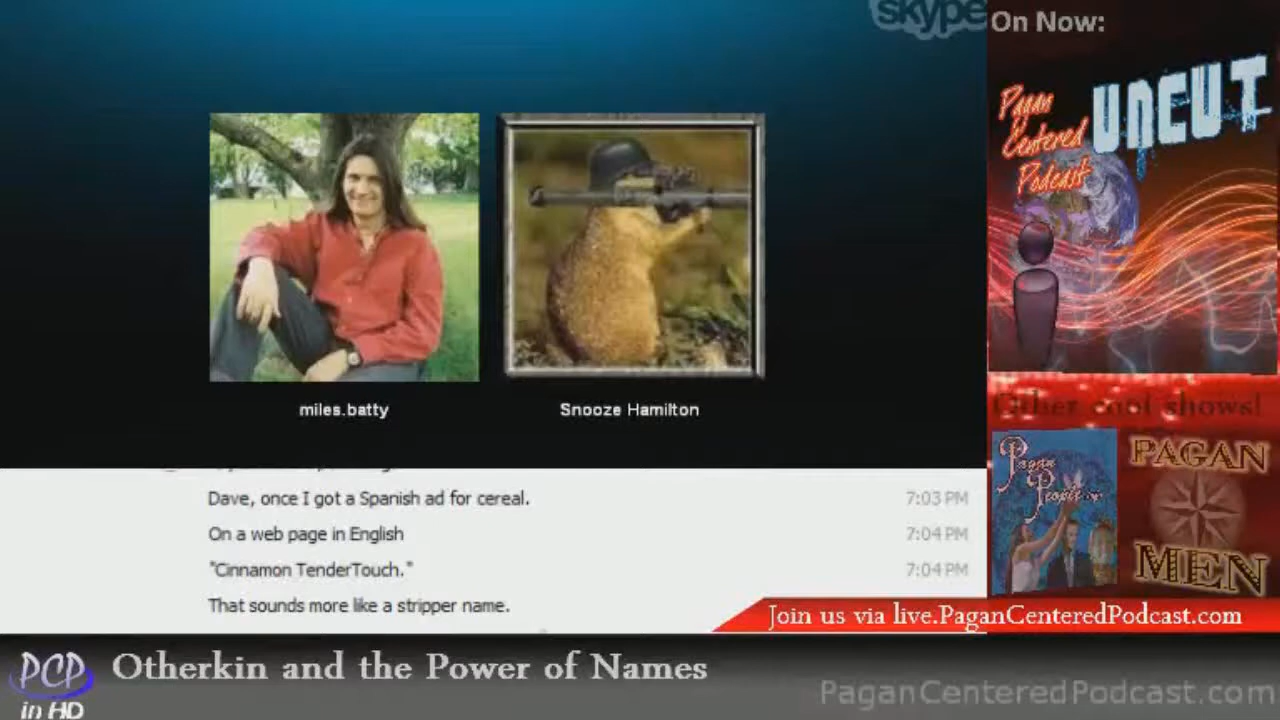 skype
On Now:
Pagan
Centered
Podcast
UNCUT
miles.batty
Snooze Hamilton
Other cool shows!
Pagan
People
PAGAN
MEN
Dave, once I got a Spanish ad for cereal. 7:03 PM
On a web page in English 7:04 PM
"Cinnamon TenderTouch." 7:04 PM
That sounds more like a stripper name.
Join us via live.PaganCenteredPodcast.com
PCP
in HD
Otherkin and the Power of Names
PaganCenteredPodcast.com